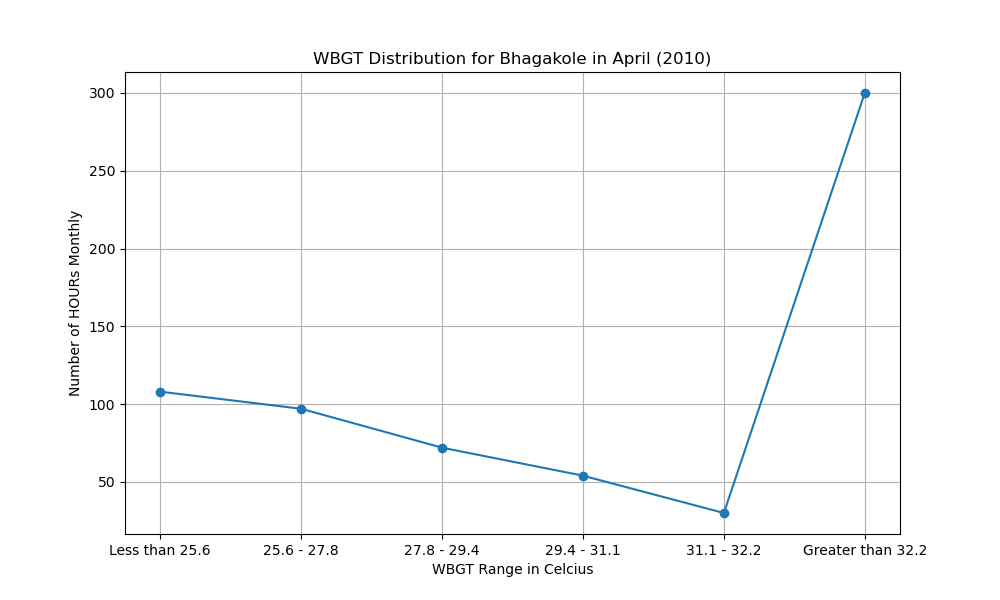 WBGT Distribution for Bhagakole in April (2010)
300
250
200
150
100
50
Number of HOURs Monthly
Less than 25.6
25.6 - 27.8
27.8 - 29.4
29.4 - 31.1
31.1 - 32.2
Greater than 32.2
WBGT Range in Celcius